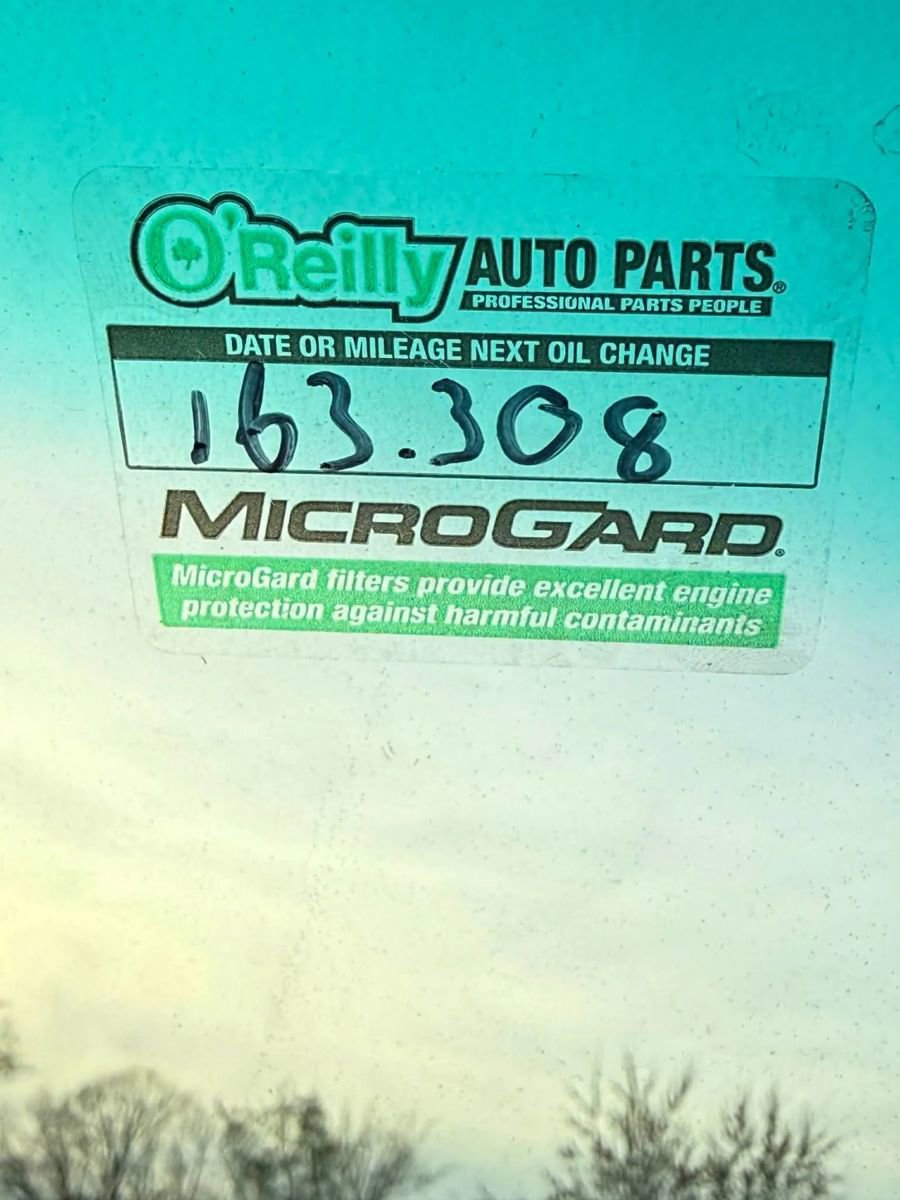 O'Reilly AUTO PARTS®
PROFESSIONAL PARTS PEOPLE
DATE OR MILEAGE NEXT OIL CHANGE
163.308
MICROGARD®
MicroGard filters provide excellent engine
protection against harmful contaminants